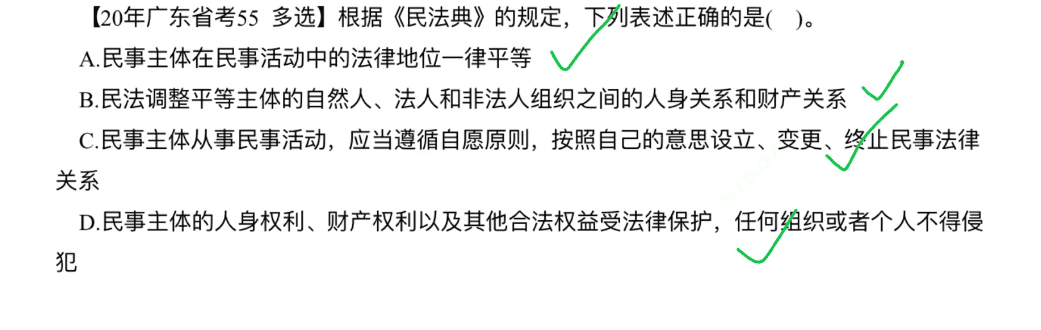 【20年广东省考55 多选】根据《民法典》的规定，下列表述正确的是( )。
A.民事主体在民事活动中的法律地位一律平等
B.民法调整平等主体的自然人、法人和非法人组织之间的人身关系和财产关系
C.民事主体从事民事活动，应当遵循自愿原则，按照自己的意思设立、变更、终止民事法律
关系
D.民事主体的人身权利、财产权利以及其他合法权益受法律保护，任何组织或者个人不得侵
犯